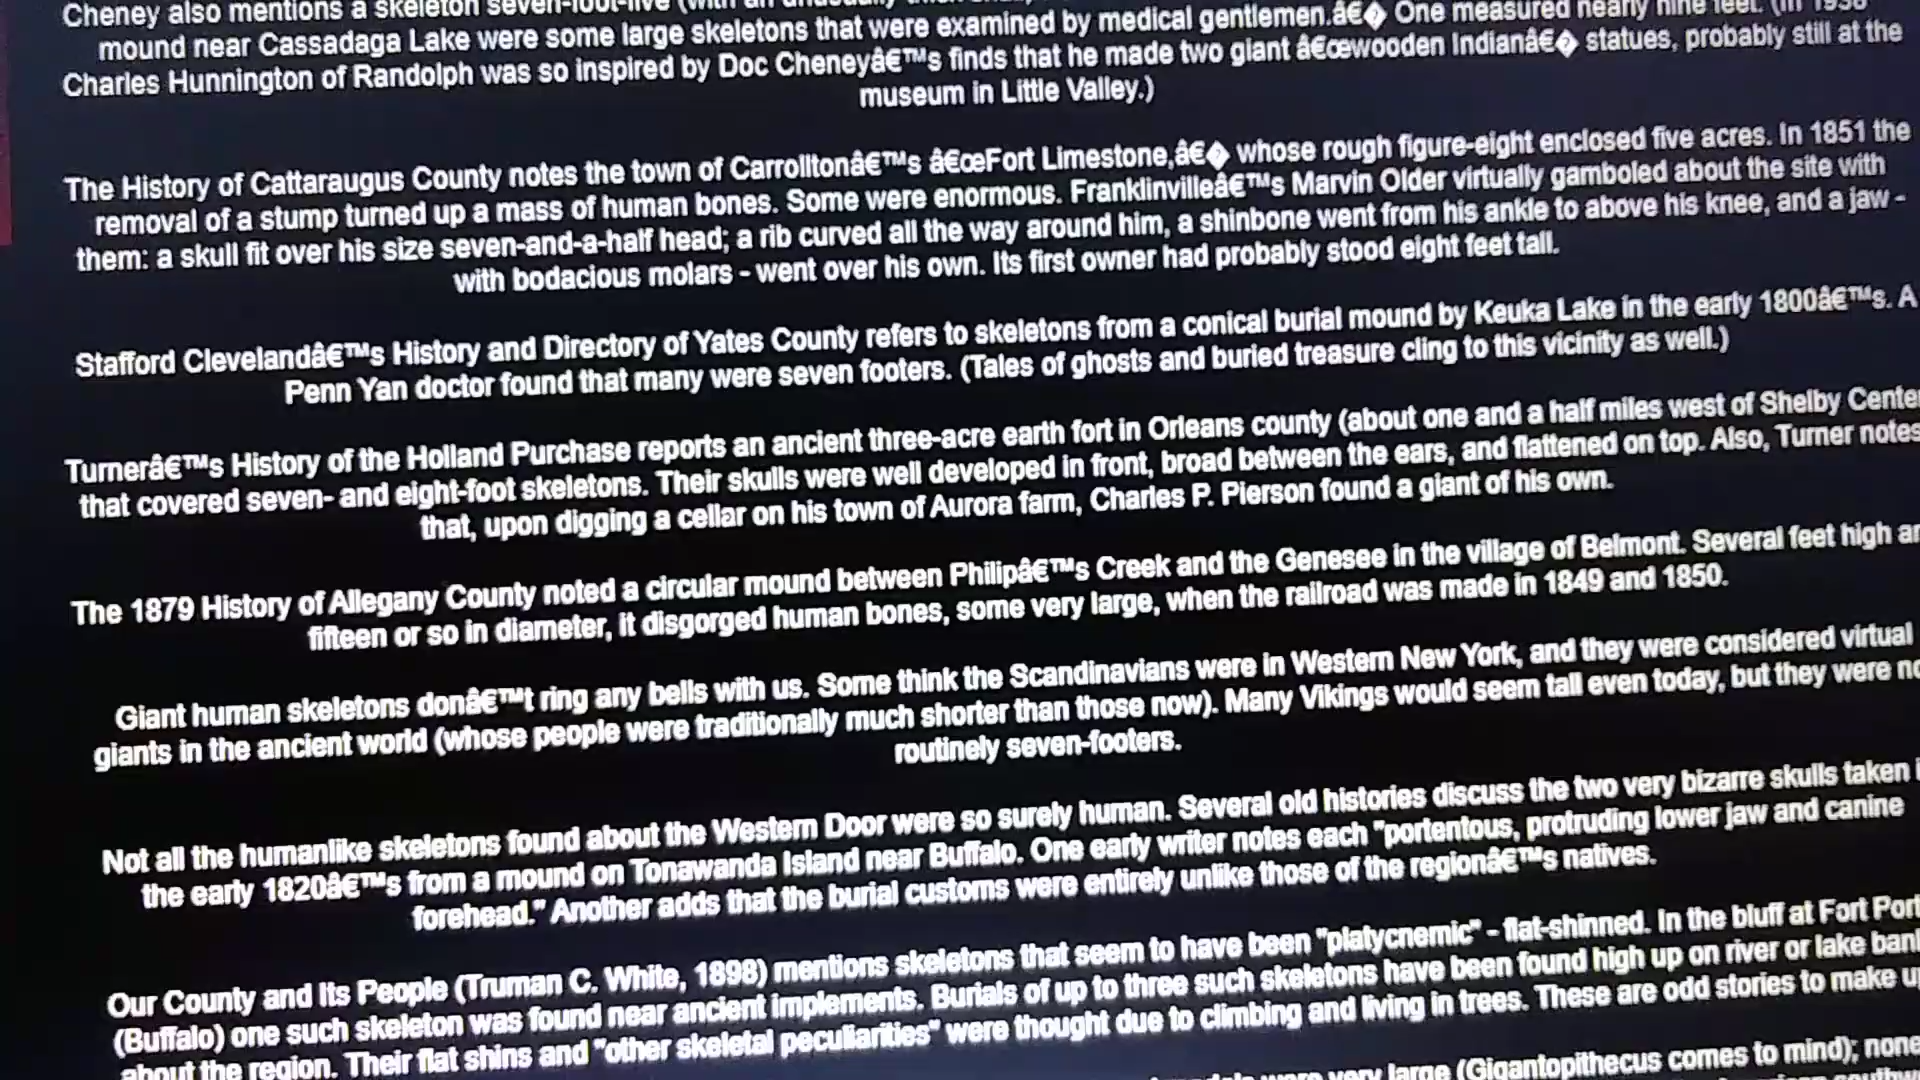 Cheney also mentions a skeleton seven-foot-five (with an unusually
mound near Cassadaga Lake were some large skeletons that were examined by medical gentlemen.â€� One measured nearly nine feet. (In 1938
Charles Hunnington of Randolph was so inspired by Doc Cheneyâ€™s finds that he made two giant â€œwooden Indianâ€� statues, probably still at the
museum in Little Valley.)
The History of Cattaraugus County notes the town of Carrolltonâ€™s â€œFort Limestone,â€� whose rough figure-eight enclosed five acres. In 1851 the
removal of a stump turned up a mass of human bones. Some were enormous. Franklinvilleâ€™s Marvin Older virtually gamboled about the site with
them: a skull fit over his size seven-and-a-half head; a rib curved all the way around him, a shinbone went from his ankle to above his knee, and a jaw -
with bodacious molars - went over his own. Its first owner had probably stood eight feet tall.
Stafford Clevelandâ€™s History and Directory of Yates County refers to skeletons from a conical burial mound by Keuka Lake in the early 1800â€™s. A
Penn Yan doctor found that many were seven footers. (Tales of ghosts and buried treasure cling to this vicinity as well.)
Turnerâ€™s History of the Holland Purchase reports an ancient three-acre earth fort in Orleans county (about one and a half miles west of Shelby Center
that covered seven- and eight-foot skeletons. Their skulls were well developed in front, broad between the ears, and flattened on top. Also, Turner notes
that, upon digging a cellar on his town of Aurora farm, Charles P. Pierson found a giant of his own.
The 1879 History of Allegany County noted a circular mound between Philipâ€™s Creek and the Genesee in the village of Belmont. Several feet high an
fifteen or so in diameter, it disgorged human bones, some very large, when the railroad was made in 1849 and 1850.
Giant human skeletons donâ€™t ring any bells with us. Some think the Scandinavians were in Western New York, and they were considered virtual
giants in the ancient world (whose people were traditionally much shorter than those now). Many Vikings would seem tall even today, but they were no
routinely seven-footers.
Not all the humanlike skeletons found about the Western Door were so surely human. Several old histories discuss the two very bizarre skulls taken i
the early 1820â€™s from a mound on Tonawanda Island near Buffalo. One early writer notes each "portentous, protruding lower jaw and canine
forehead." Another adds that the burial customs were entirely unlike those of the regionâ€™s natives.
Our County and Its People (Truman C. White, 1898) mentions skeletons that seem to have been "platycnemic" - flat-shinned. In the bluff at Fort Port
(Buffalo) one such skeleton was found near ancient implements. Burials of up to three such skeletons have been found high up on river or lake bank
about the region. Their flat shins and "other skeletal peculiarities" were thought due to climbing and living in trees. These are odd stories to make up
were very large (Gigantopithecus comes to mind); none